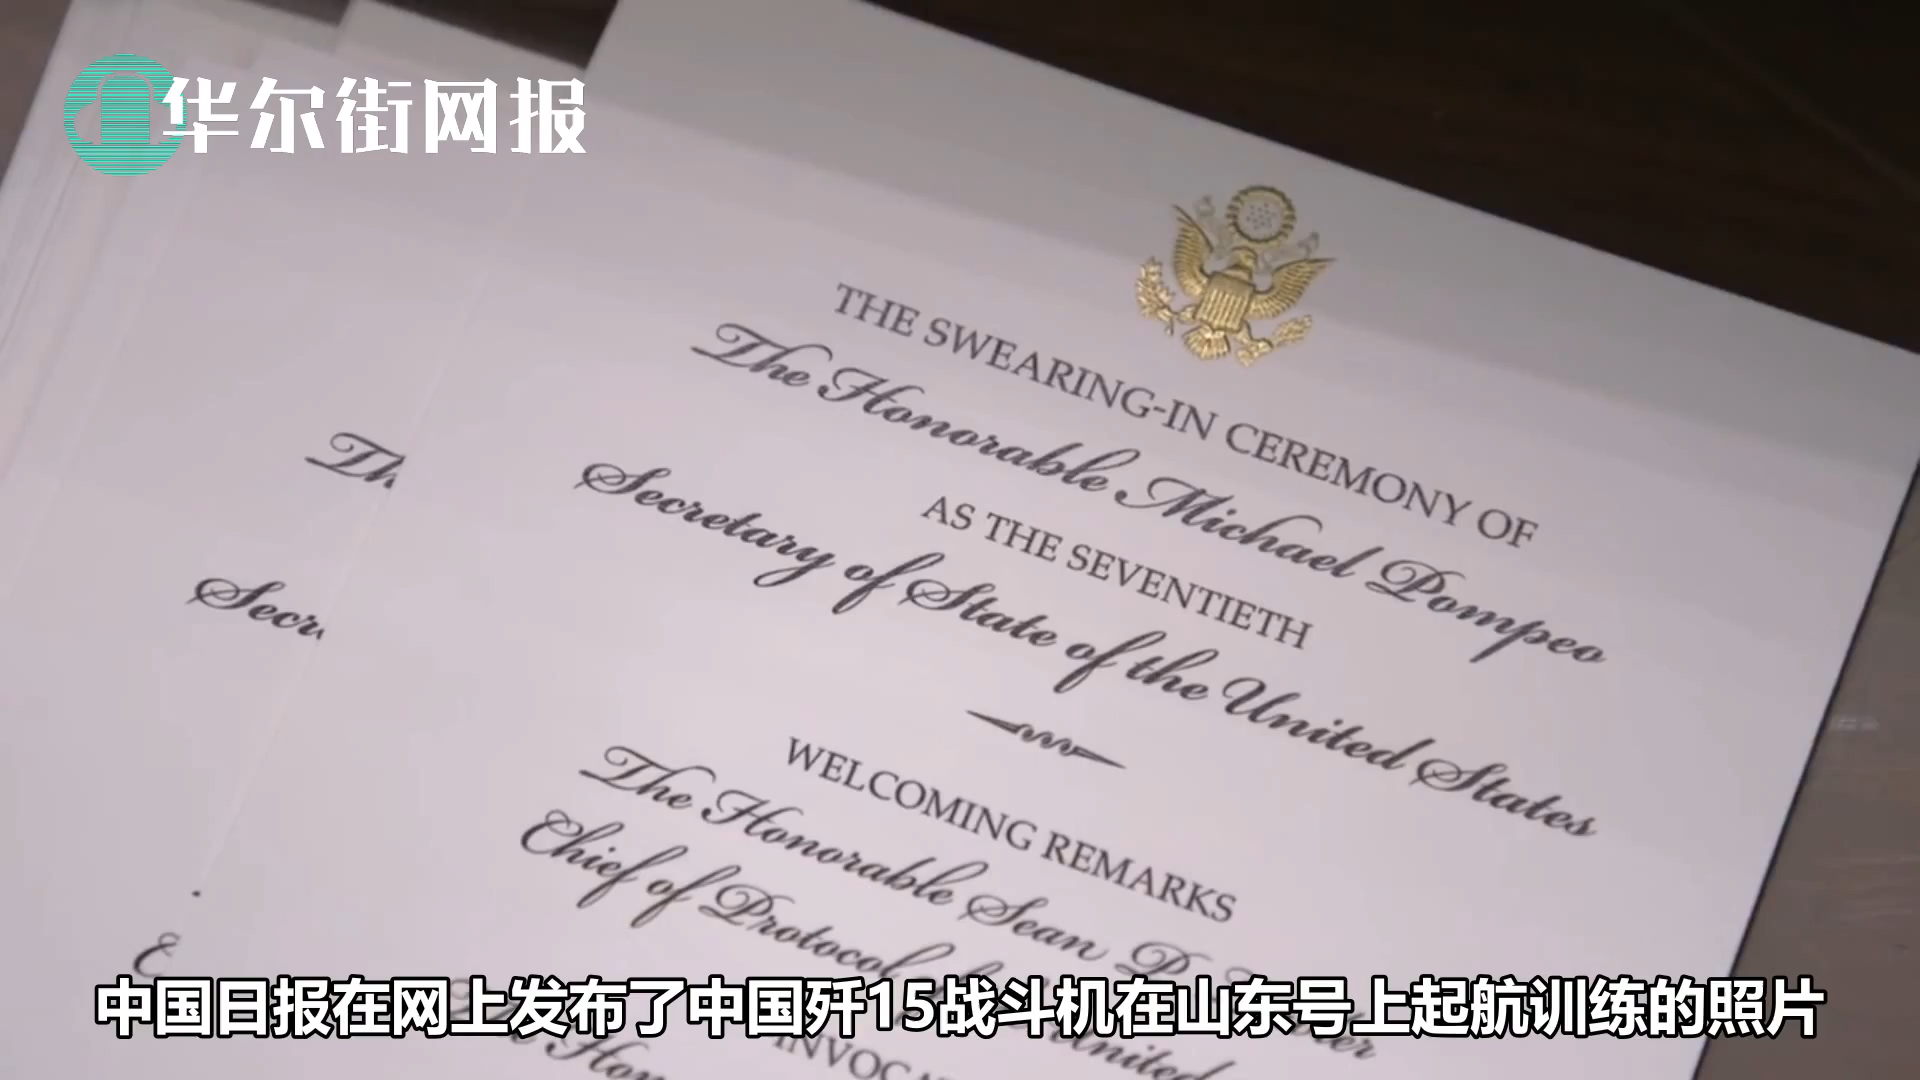 华尔街网报
THE SWEARING-IN CEREMONY OF
The Honorable Michael Pompeo
AS THE SEVENTIETH
Secretary of State of the United States
WELCOMING REMARKS
The Honorable Sean P.
Chief of Protocol
中国日报在网上发布了中国歼15战斗机在山东号上起航训练的照片